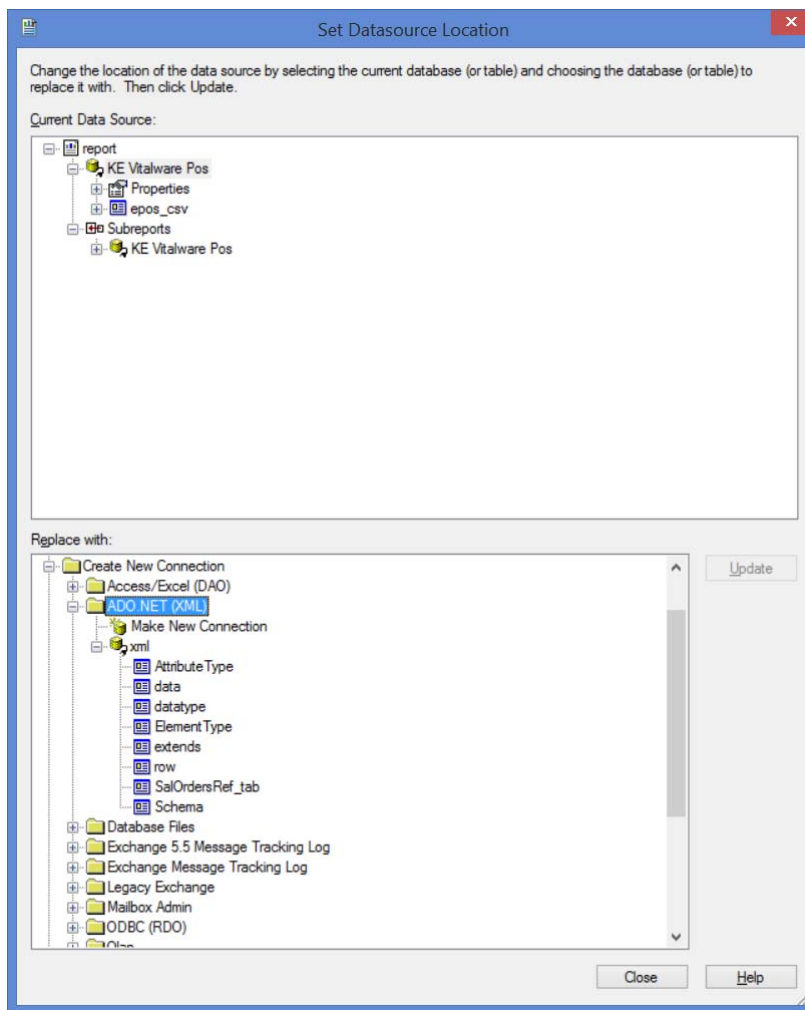 Set Datasource Location
Change the location of the data source by selecting the current database (or table) and choosing the database (or table) to
replace it with. Then click Update.
Current Data Source:
report
KE Vitalware Pos
Properties
epos_csv
Subreports
KE Vitalware Pos
Replace with:
Create New Connection
Update
Access/Excel (DAO)
ADO.NET (XML)
Make New Connection
xml
AttributeType
data
datatype
ElementType
extends
row
SalOrdersRef_tab
Schema
Database Files
Exchange 5.5 Message Tracking Log
Exchange Message Tracking Log
Legacy Exchange
Mailbox Admin
ODBC (RDO)
Close
Help